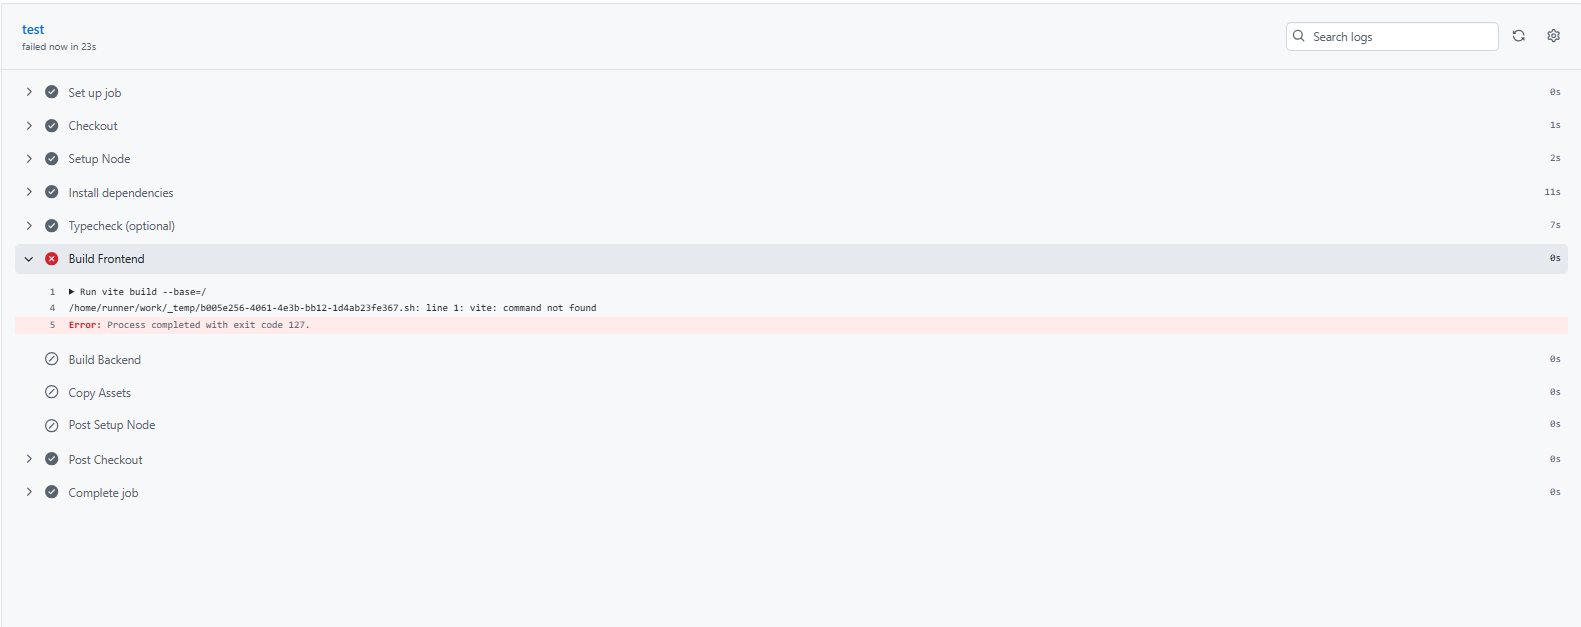 test
failed now in 23s
Search logs
Set up job 0s
Checkout 1s
Setup Node 2s
Install dependencies 11s
Typecheck (optional) 7s
Build Frontend 0s
1 Run vite build --base=/
4 /home/runner/work/_temp/b005e256-4061-4e3b-bb12-1d4ab23fe367.sh: line 1: vite: command not found
5 Error: Process completed with exit code 127.
Build Backend 0s
Copy Assets 0s
Post Setup Node 0s
Post Checkout 0s
Complete job 0s